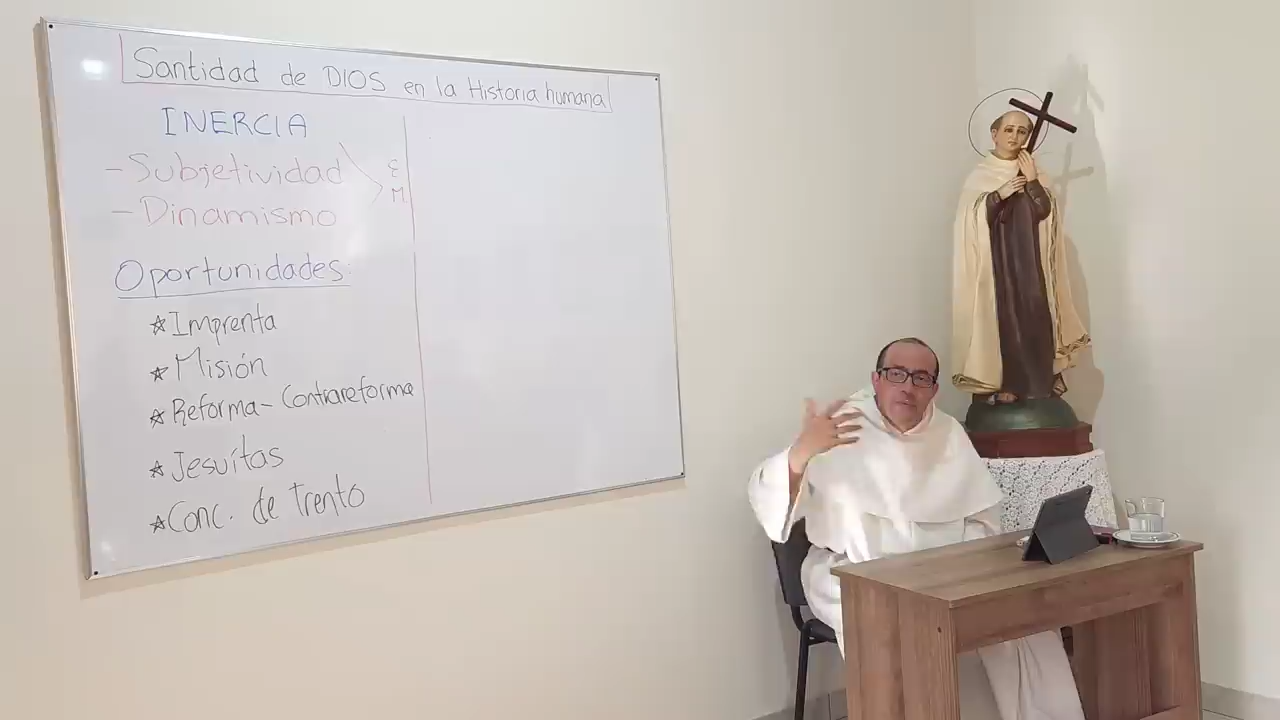 Santidad de DIOS en la Historia humana
INERCIA
- Subjetividad
- Dinamismo
E
M
Oportunidades:
☆Imprenta
☆Misión
☆Reforma-Contrareforma
☆Jesuítas
☆Conc. de Trento